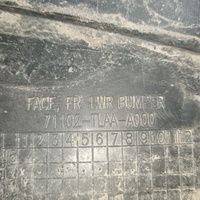 FACE, FR LWR BUMPER
71102-TLAA-A000
1 2 3 4 5 6 7 8 9 10 11 12